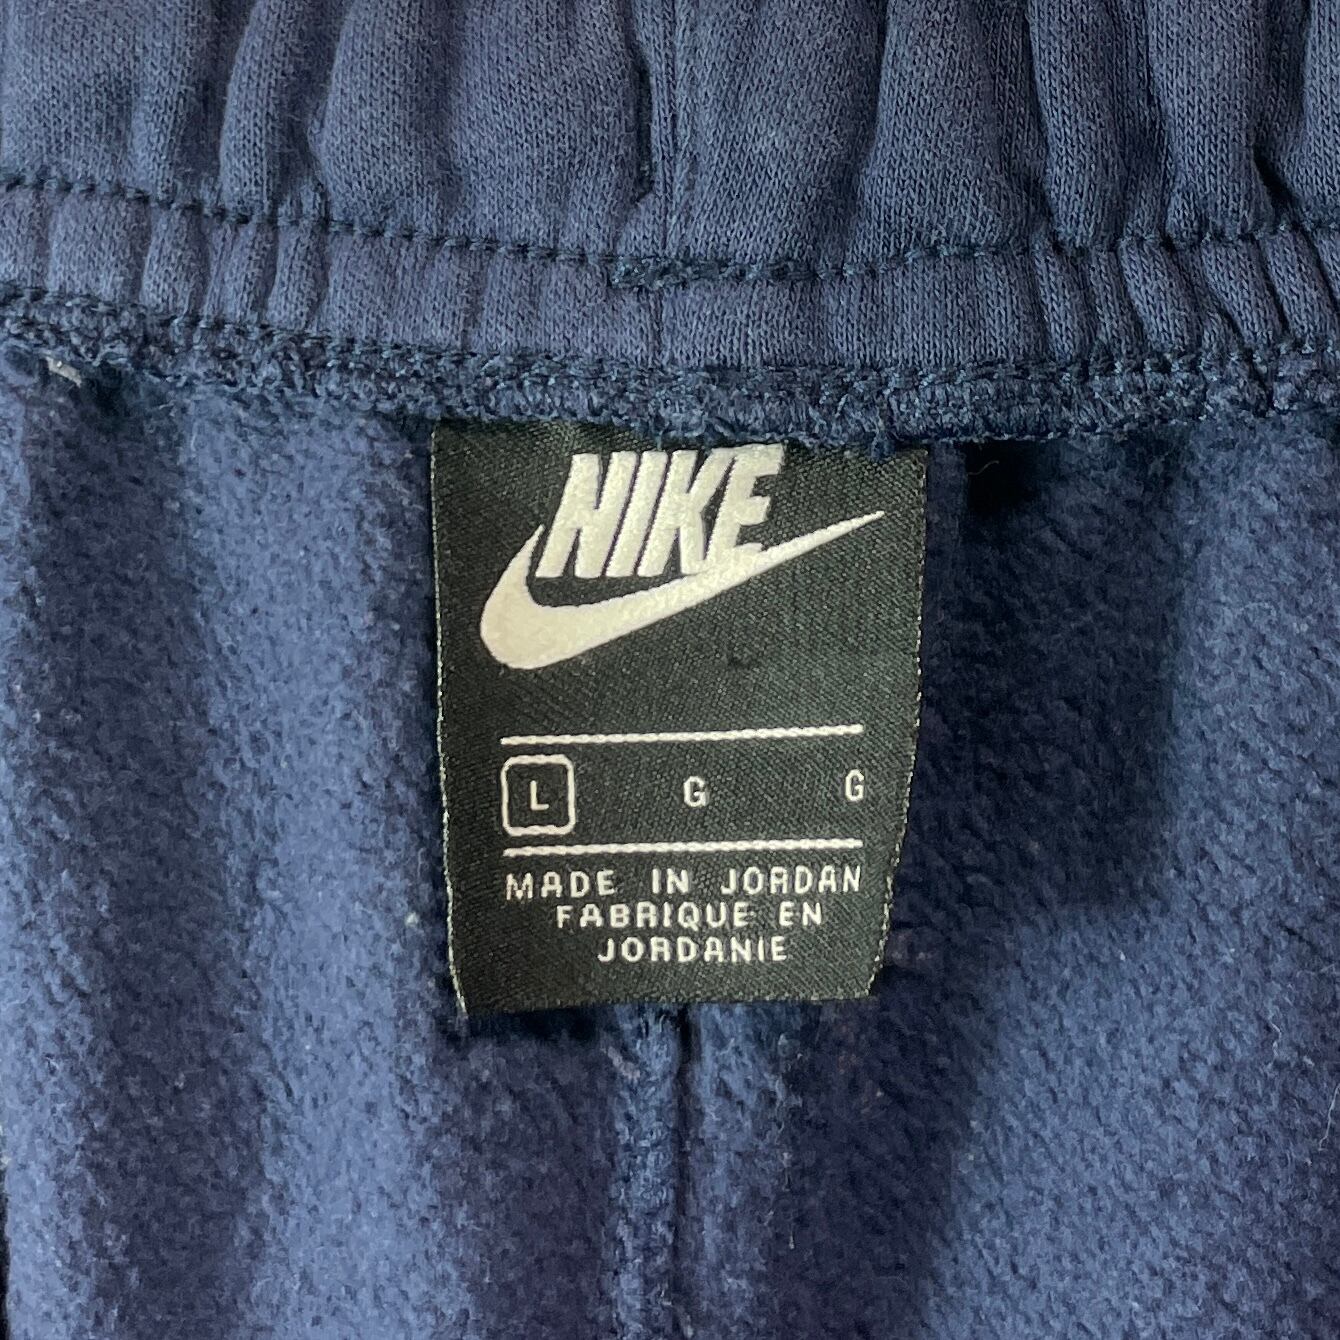 NIKE
L G G
MADE IN JORDAN
FABRIQUE EN
JORDANIE